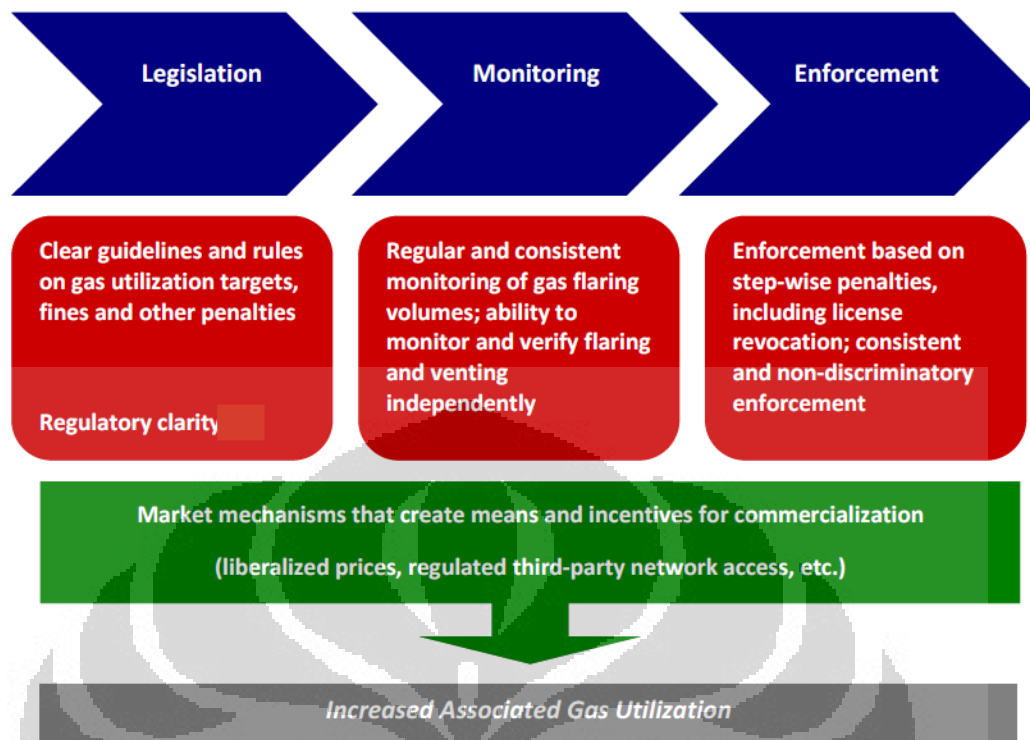 Legislation
Monitoring
Enforcement
Clear guidelines and rules
on gas utilization targets,
fines and other penalties
Regulatory clarity
Regular and consistent
monitoring of gas flaring
volumes; ability to
monitor and verify flaring
and venting
independently
Enforcement based on
step-wise penalties,
including license
revocation; consistent
and non-discriminatory
enforcement
Market mechanisms that create means and incentives for commercialization
(liberalized prices, regulated third-party network access, etc.)
Increased Associated Gas Utilization